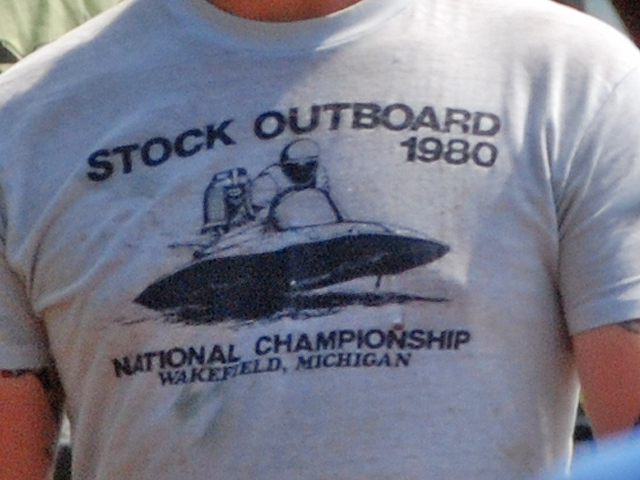 STOCK OUTBOARD
1980
NATIONAL CHAMPIONSHIP
WAKEFIELD, MICHIGAN